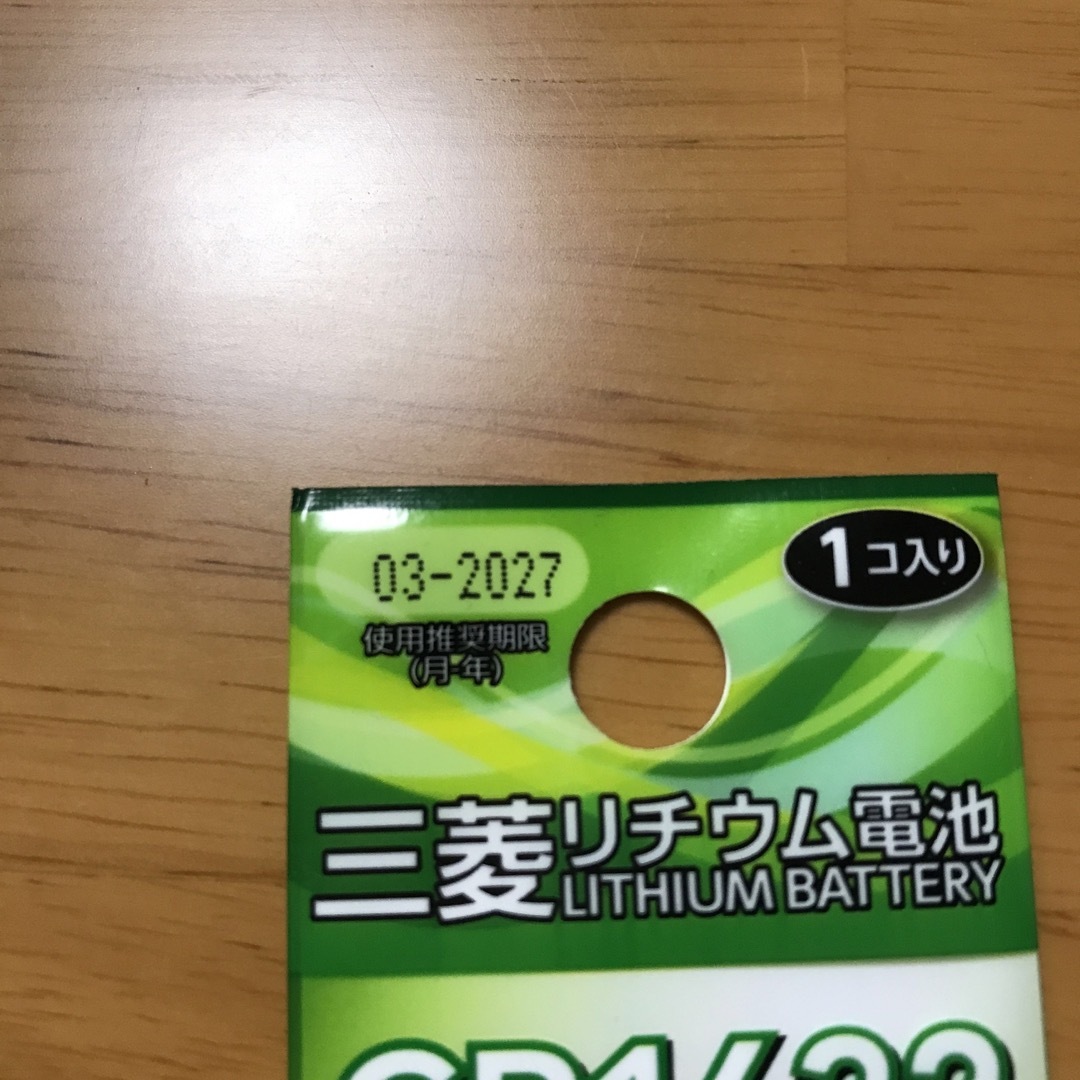 03-2027
1コ入り
使用推奨期限
(月-年)
三菱リチウム電池
LITHIUM BATTERY